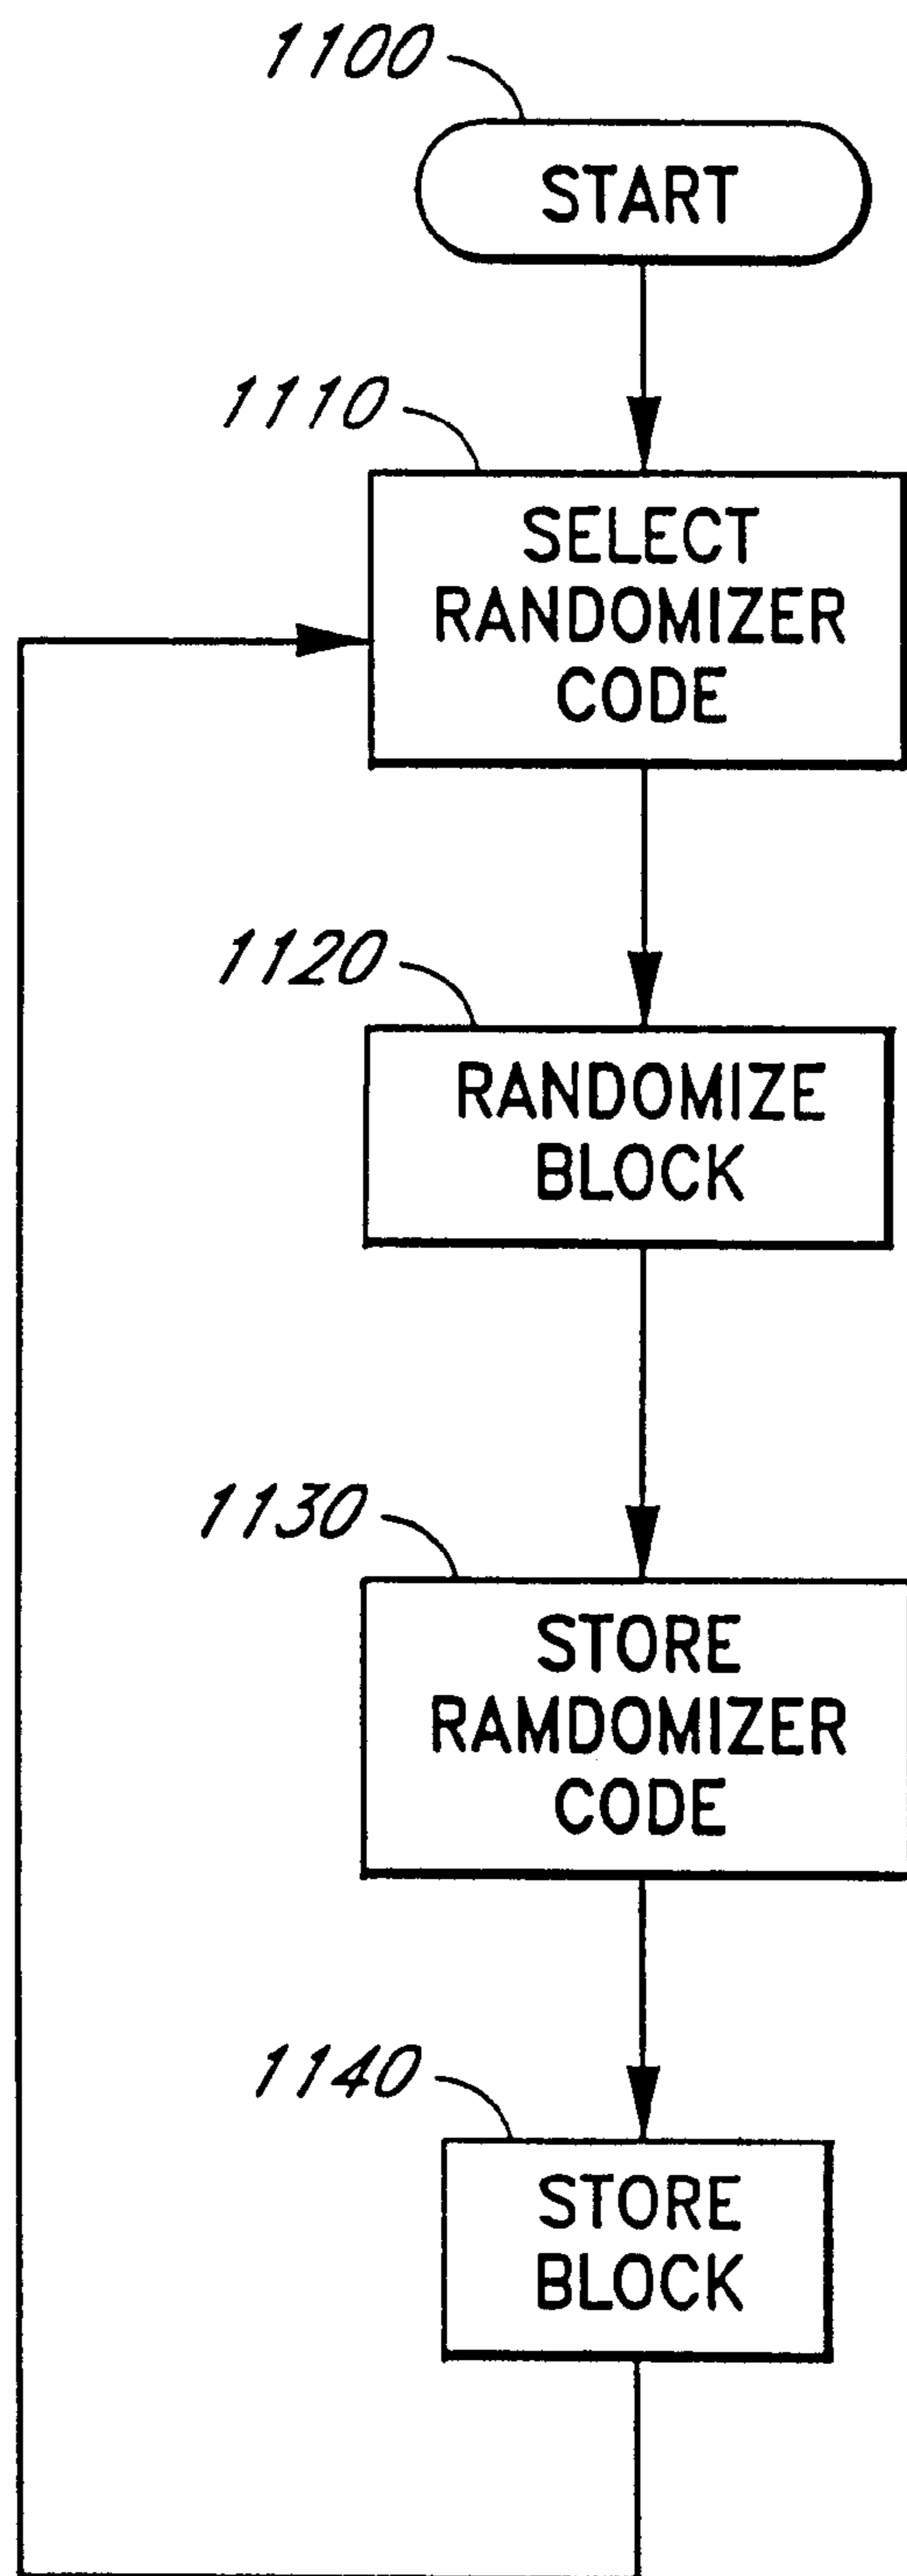 1100
START
1110
SELECT
RANDOMIZER
CODE
1120
RANDOMIZE
BLOCK
1130
STORE
RAMDOMIZER
CODE
1140
STORE
BLOCK